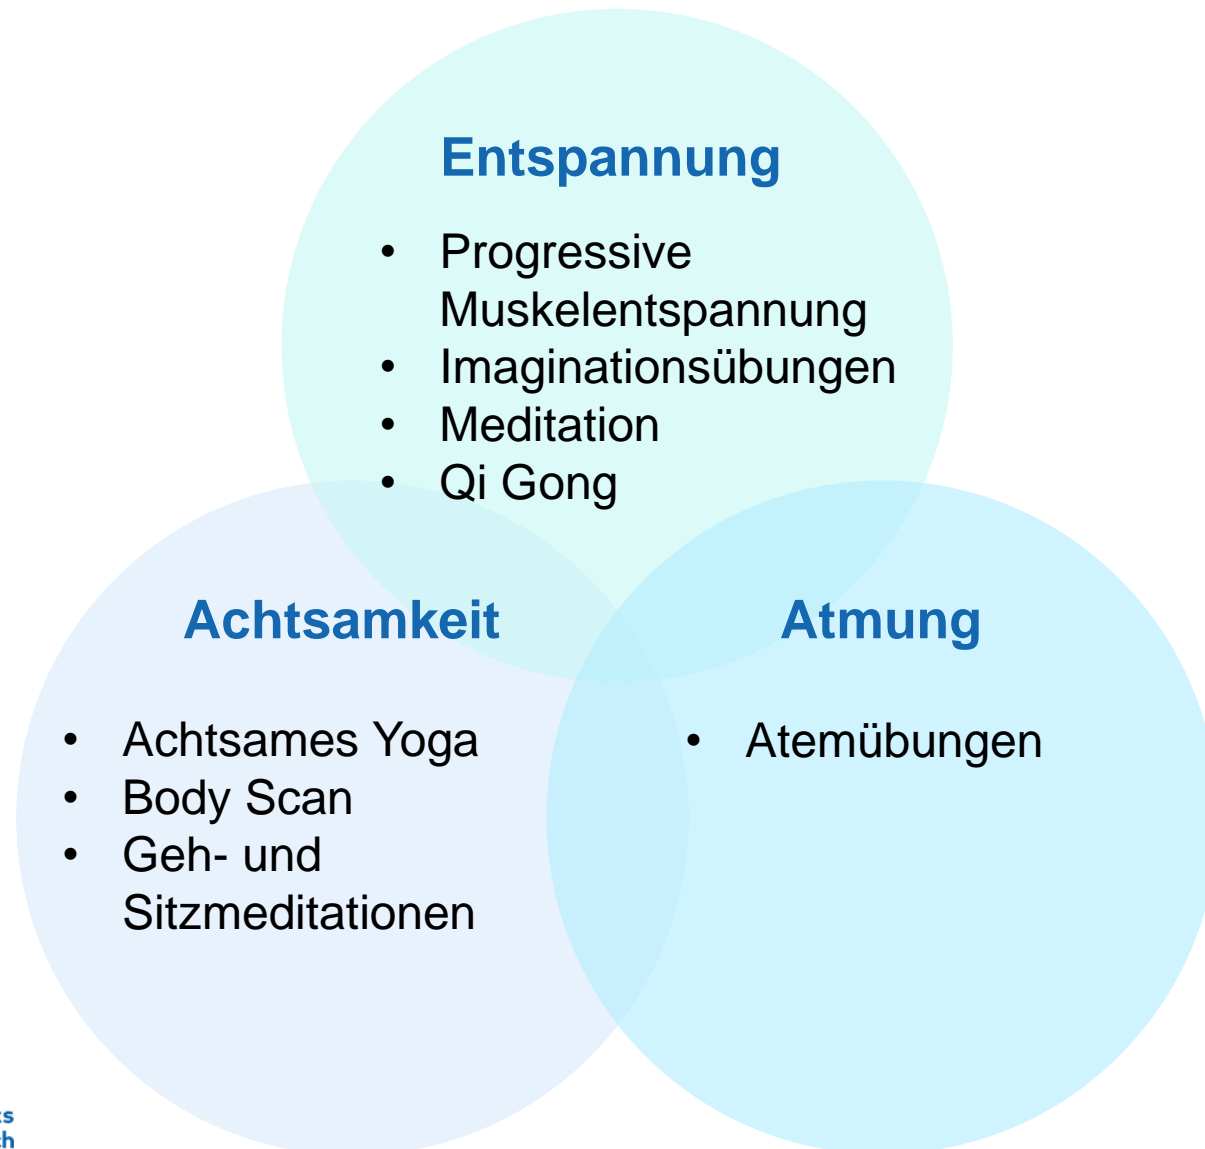 Entspannung
• Progressive
Muskelentspannung
• Imaginationsübungen
• Meditation
• Qi Gong
Achtsamkeit
• Achtsames Yoga
• Body Scan
• Geh- und
Sitzmeditationen
Atmung
• Atemübungen